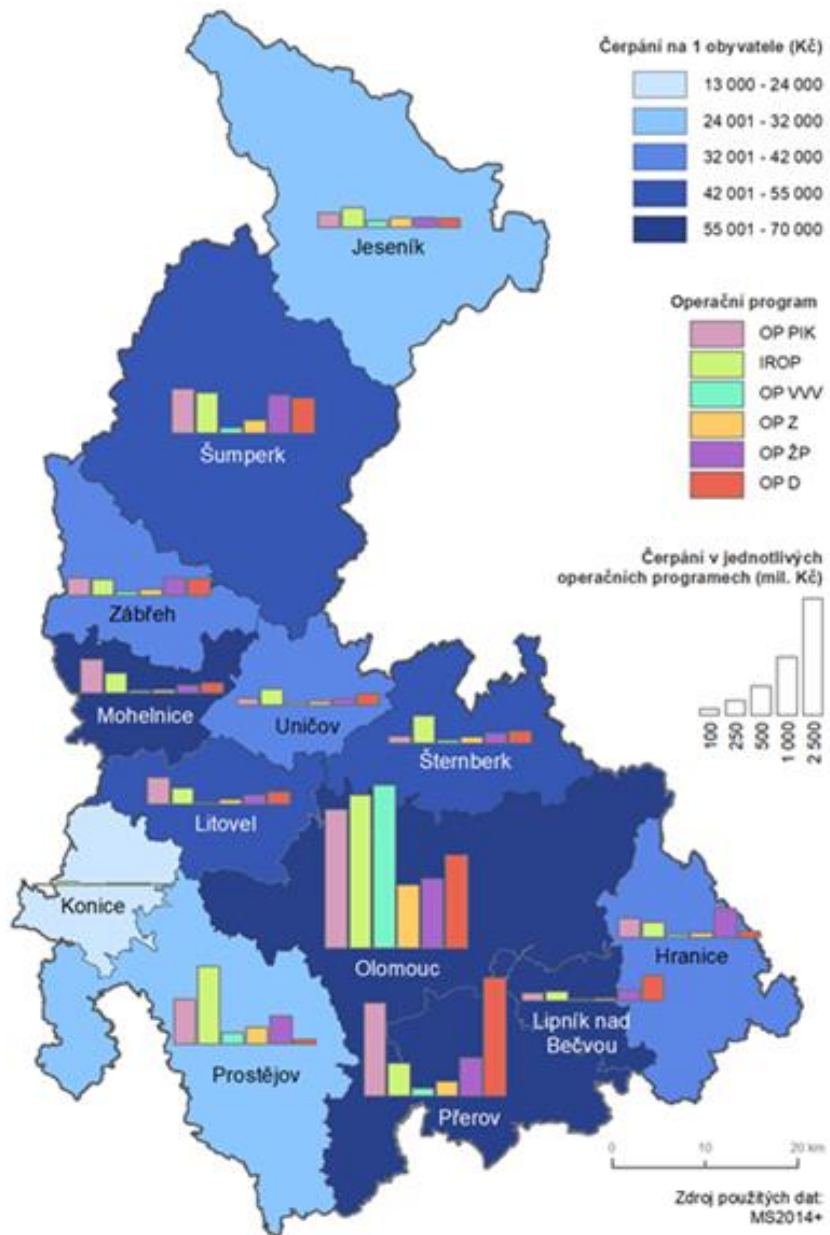 Čerpání na 1 obyvatele (Kč)
13 000 - 24 000
24 001 - 32 000
32 001 - 42 000
42 001 - 55 000
55 001 - 70 000
Operační program
OP PIK
IROP
OP VVV
OP Z
OP ŽP
OP D
Čerpání v jednotlivých
operačních programech (mil. Kč)
100
250
500
1 000
2 500
Jeseník
Šumperk
Zábřeh
Mohelnice
Uničov
Šternberk
Litovel
Konice
Olomouc
Hranice
Lipník nad
Bečvou
Prostějov
Přerov
0 10 20 km
Zdroj použitých dat:
MS2014+